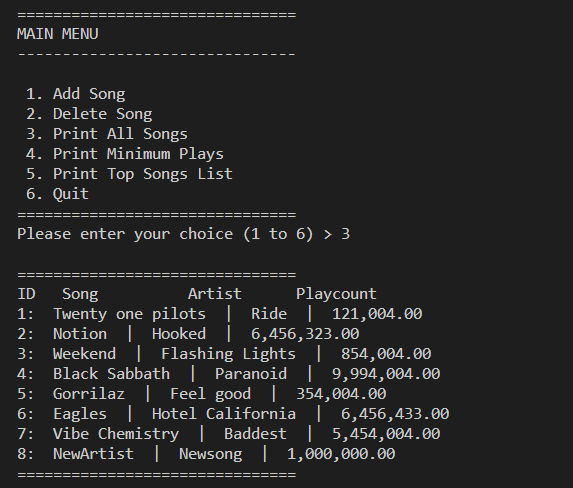 ===============================
MAIN MENU
-------------------------------
1. Add Song
2. Delete Song
3. Print All Songs
4. Print Minimum Plays
5. Print Top Songs List
6. Quit
===============================
Please enter your choice (1 to 6) > 3
===============================
ID   Song          Artist      Playcount
1:  Twenty one pilots  |  Ride  |  121,004.00
2:  Notion  |  Hooked  |  6,456,323.00
3:  Weekend  |  Flashing Lights  |  854,004.00
4:  Black Sabbath  |  Paranoid  |  9,994,004.00
5:  Gorrilaz  |  Feel good  |  354,004.00
6:  Eagles  |  Hotel California  |  6,456,433.00
7:  Vibe Chemistry  |  Baddest  |  5,454,004.00
8:  NewArtist  |  Newsong  |  1,000,000.00
===============================